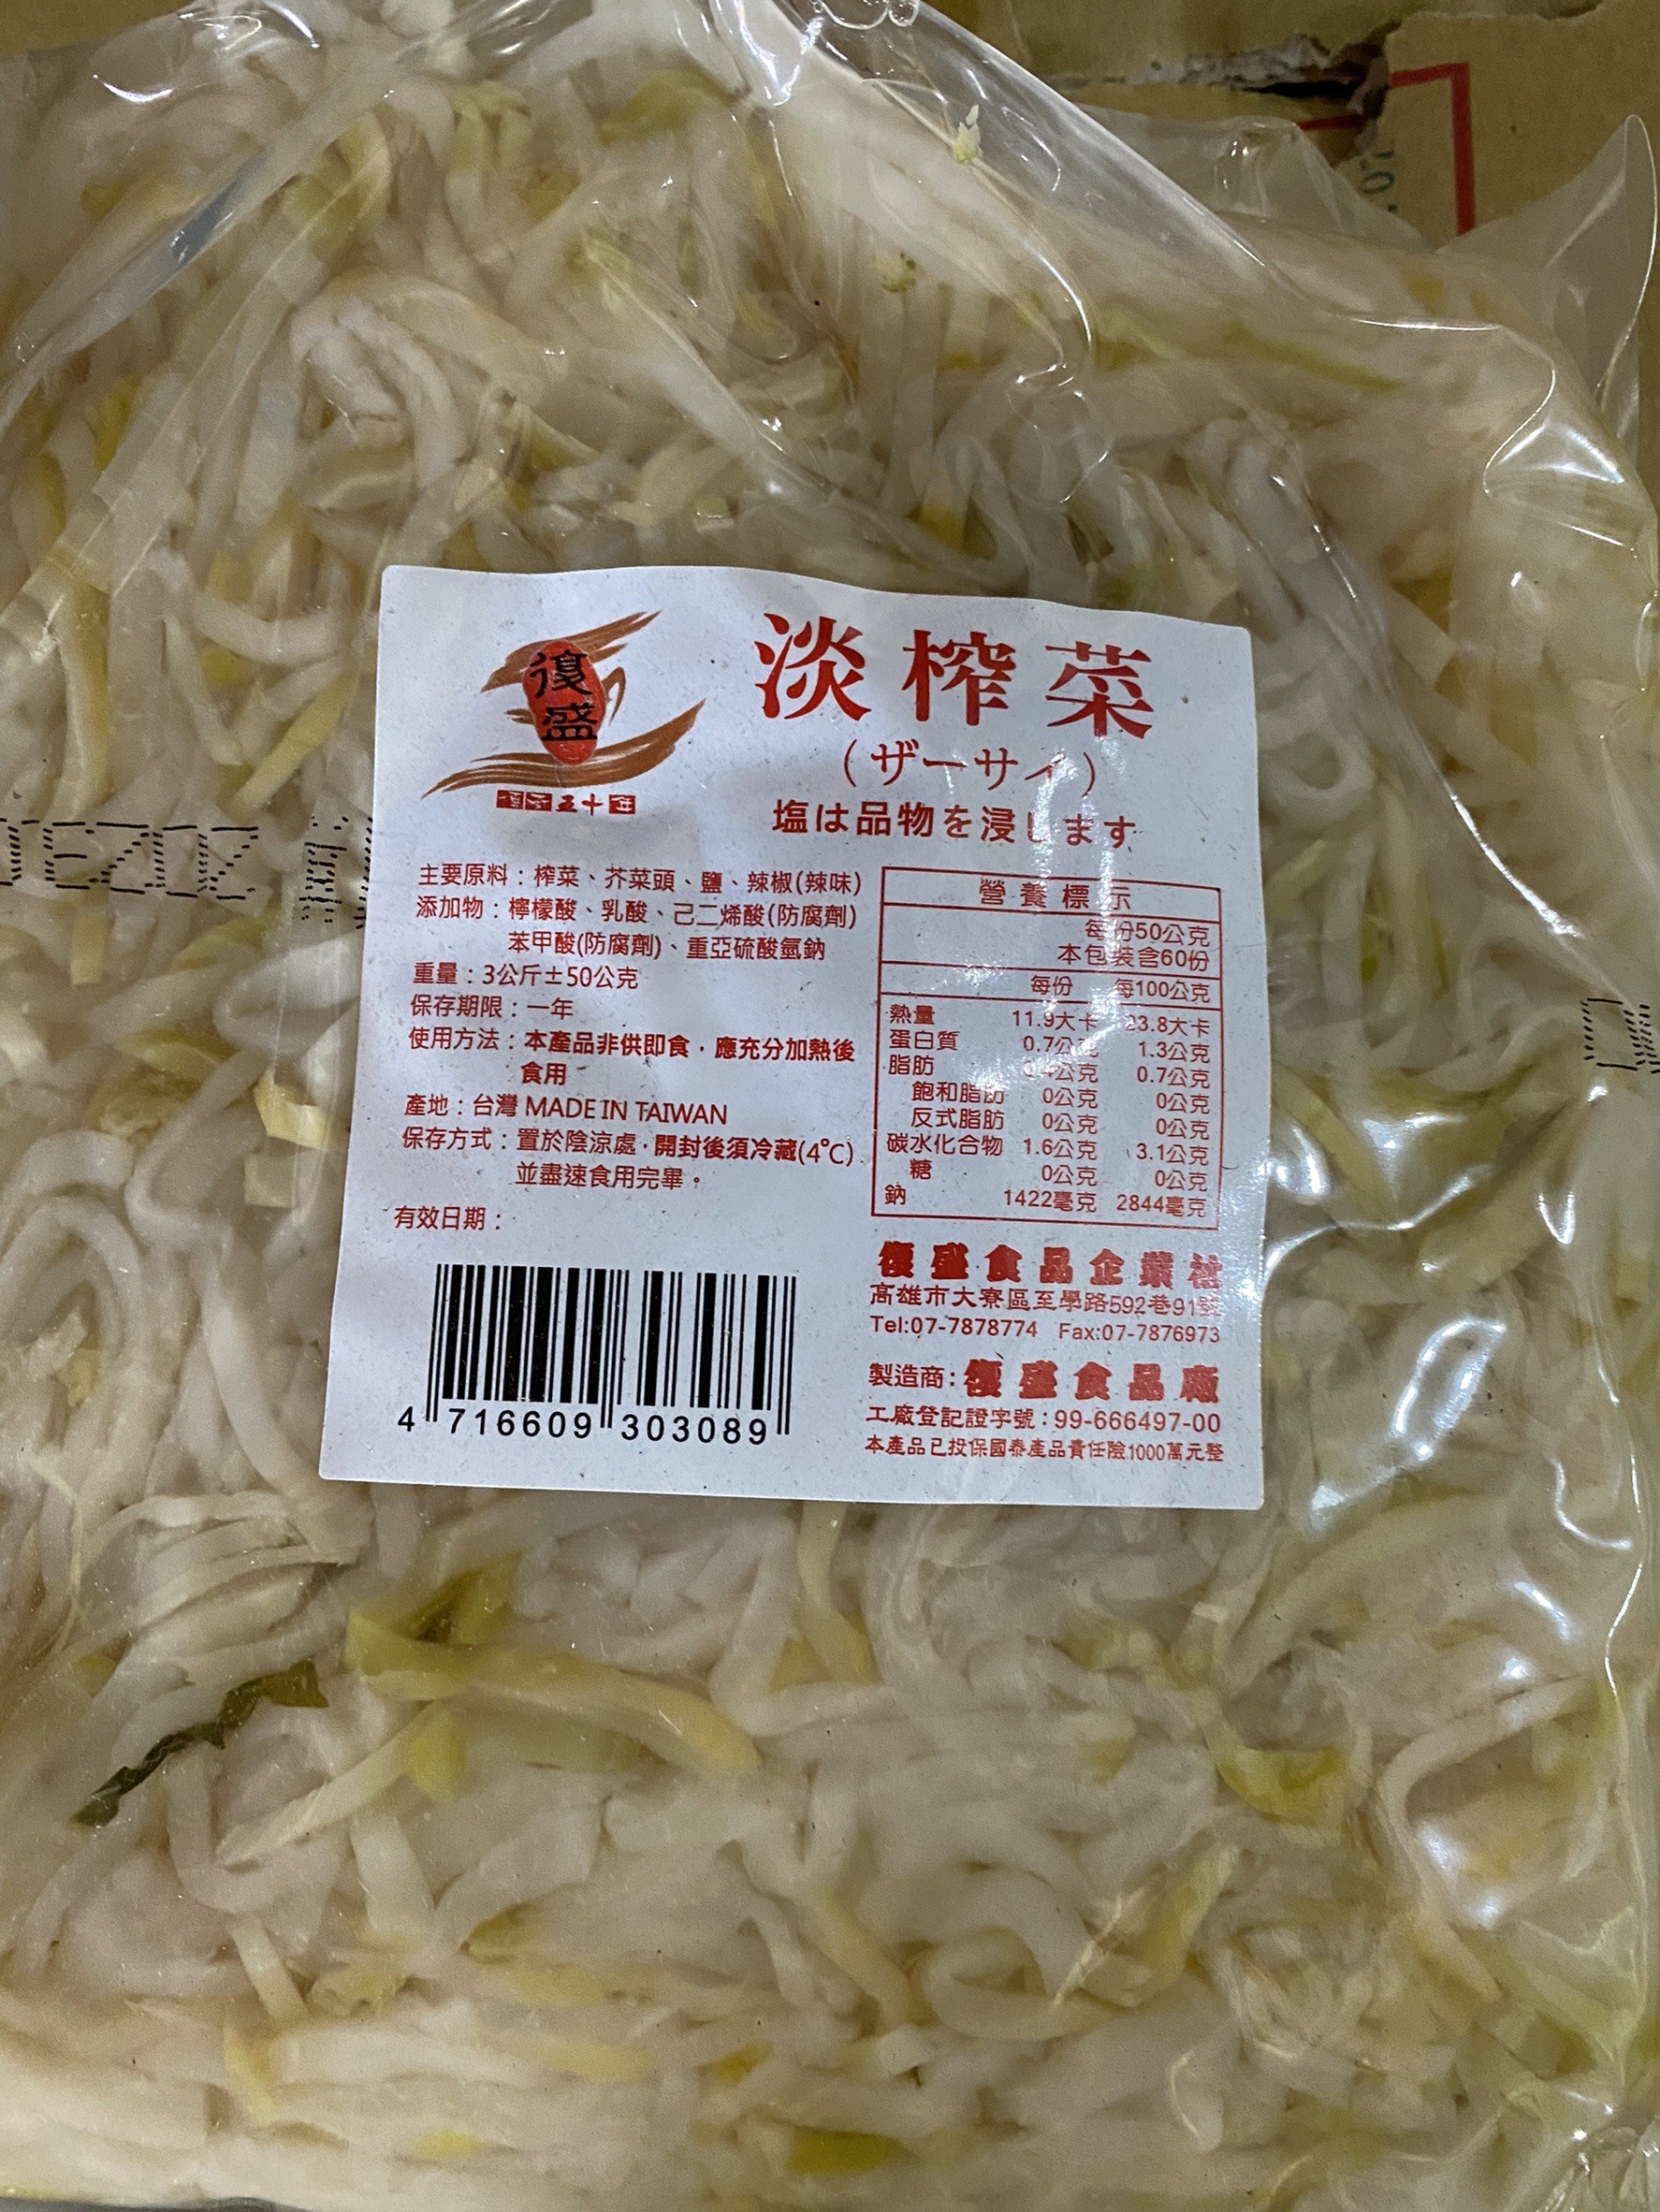 復盛
五十
淡榨菜
(ザーサイ)
塩は品物を浸します
主要原料：榨菜、芥菜頭、鹽、辣椒(辣味)
添加物：檸檬酸、乳酸、己二烯酸(防腐劑)
苯甲酸(防腐劑)、重亞硫酸氫鈉
重量：3公斤±50公克
保存期限：一年
使用方法：本產品非供即食，應充分加熱後
食用
產地：台灣 MADE IN TAIWAN
保存方式：置於陰涼處，開封後須冷藏(4°C)
並盡速食用完畢。
有效日期：
4 716609 303089
營養標示
每份50公克
本包裝含60份
每份 每100公克
熱量 11.9大卡 23.8大卡
蛋白質 0.7公克 1.3公克
脂肪 公克 0.7公克
飽和脂肪 0公克 0公克
反式脂肪 0公克 0公克
碳水化合物 1.6公克 3.1公克
糖 0公克 0公克
鈉 1422毫克 2844毫克
復盛食品企業社
高雄市大寮區至學路592巷91號
Tel:07-7878774 Fax:07-7876973
製造商：復盛食品廠
工廠登記證字號：99-666497-00
本產品已投保國泰產品責任險1000萬元整